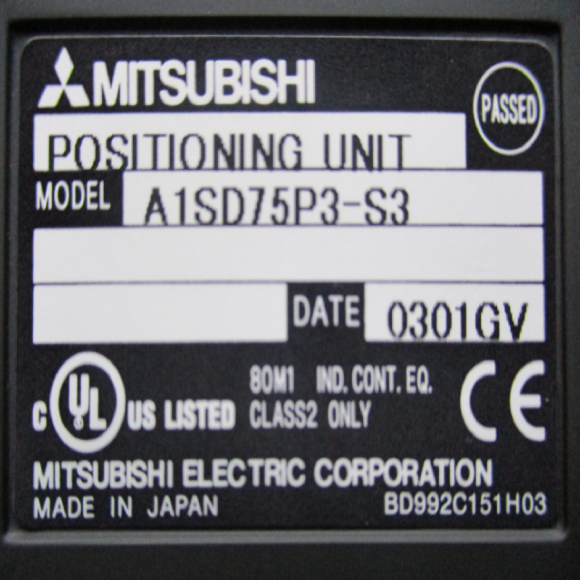 MITSUBISHI
PASSED
POSITIONING UNIT
MODEL A1SD75P3-S3
DATE 0301GV
C UL US LISTED
80M1 IND. CONT. EQ.
CLASS2 ONLY
CE
MITSUBISHI ELECTRIC CORPORATION
MADE IN JAPAN BD992C151H03